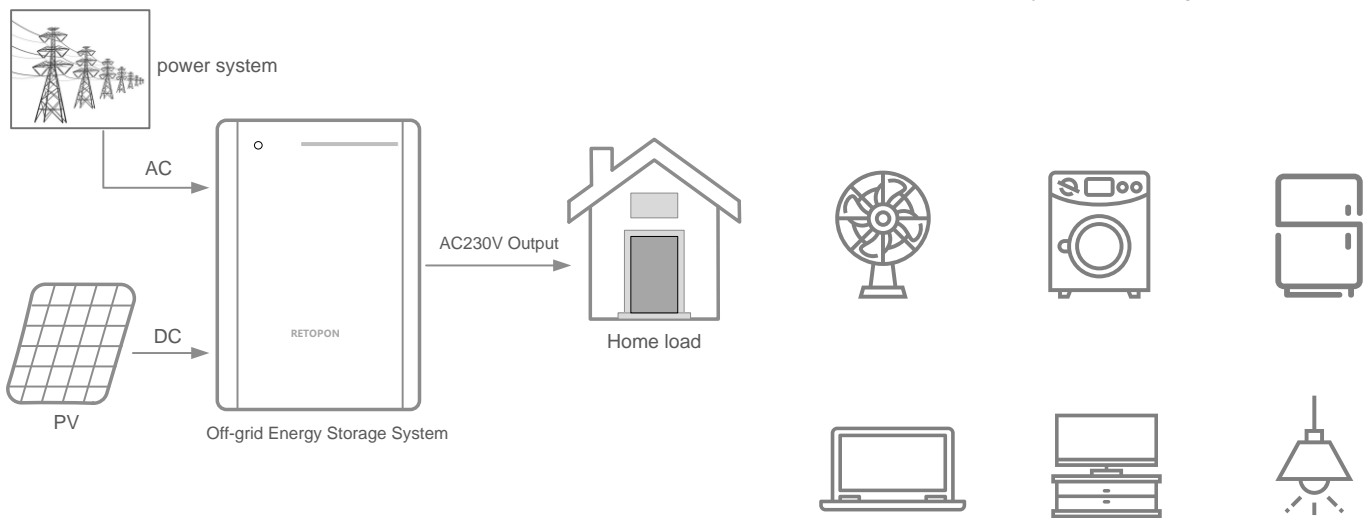 power system
AC
AC230V Output
RETOPON
DC
Home load
PV
Off-grid Energy Storage System